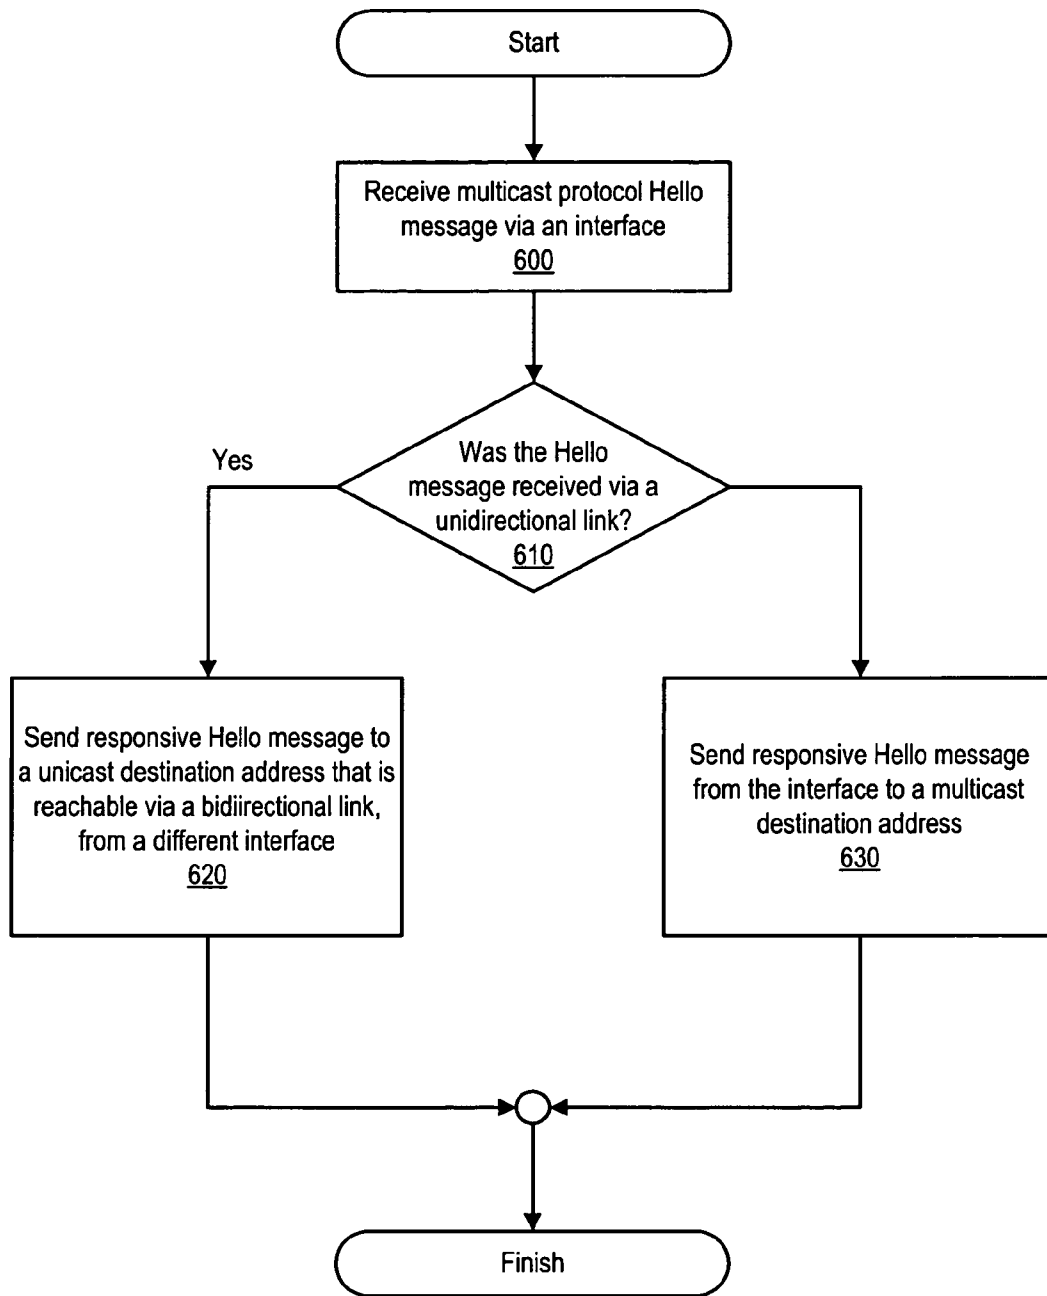 Start
Receive multicast protocol Hello
message via an interface
600
Yes
Was the Hello
message received via a
unidirectional link?
610
Send responsive Hello message to
a unicast destination address that is
reachable via a bidiirectional link,
from a different interface
620
Send responsive Hello message
from the interface to a multicast
destination address
630
Finish